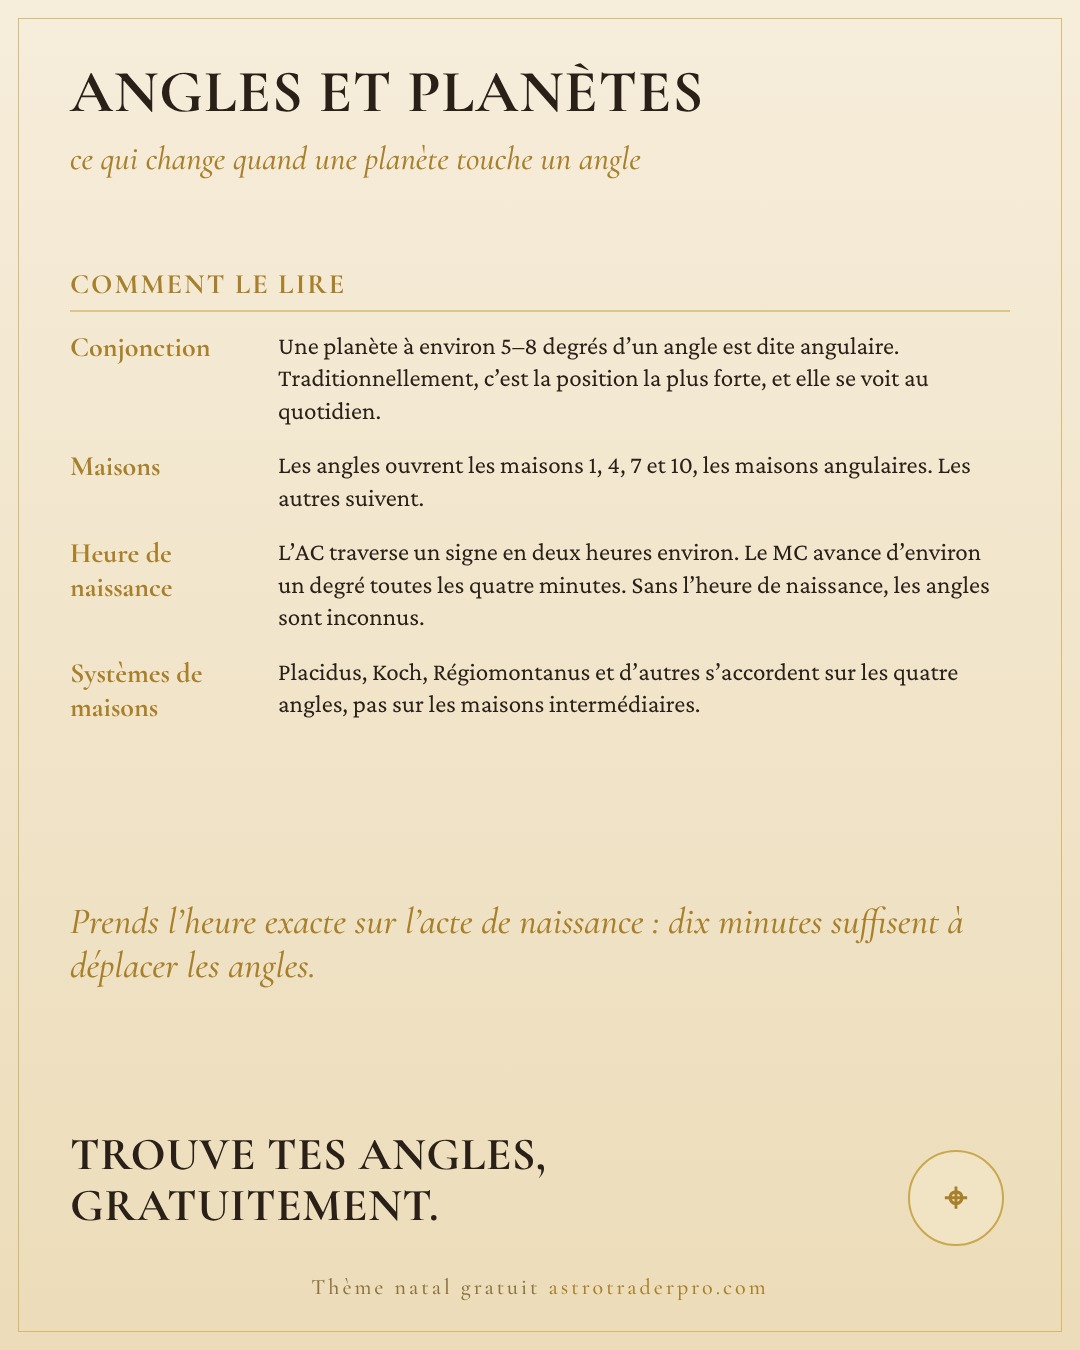 ANGLES ET PLANÈTES
ce qui change quand une planète touche un angle
COMMENT LE LIRE
Conjonction
Une planète à environ 5–8 degrés d’un angle est dite angulaire.
Traditionnellement, c’est la position la plus forte, et elle se voit au
quotidien.
Maisons
Les angles ouvrent les maisons 1, 4, 7 et 10, les maisons angulaires. Les
autres suivent.
Heure de
naissance
L’AC traverse un signe en deux heures environ. Le MC avance d’environ
un degré toutes les quatre minutes. Sans l’heure de naissance, les angles
sont inconnus.
Systèmes de
maisons
Placidus, Koch, Régiomontanus et d’autres s’accordent sur les quatre
angles, pas sur les maisons intermédiaires.
Prends l’heure exacte sur l’acte de naissance : dix minutes suffisent à
déplacer les angles.
TROUVE TES ANGLES,
GRATUITEMENT.
Thème natal gratuit astrotraderpro.com